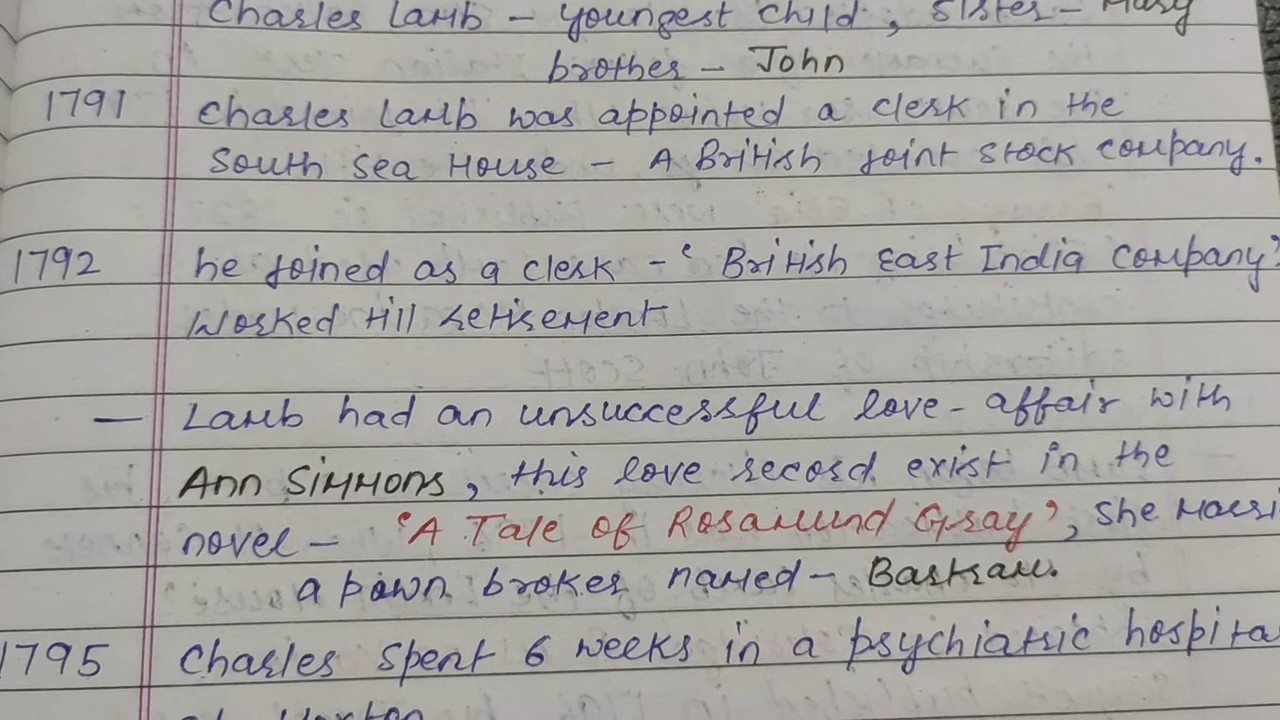 Charles Lamb - youngest child, sister - Mary
brother - John
1791 Charles Lamb was appointed a clerk in the
South Sea House - A British joint stock company.
1792 he joined as a clerk - ' British East India Company'
Worked till retirement
- Lamb had an unsuccessful love-affair with
Ann Simmons, this love record exist in the
novel - 'A Tale of Rosamund Gray', she marri
a pawn broker named - Bartram.
1795 Charles spent 6 weeks in a psychiatric hospital